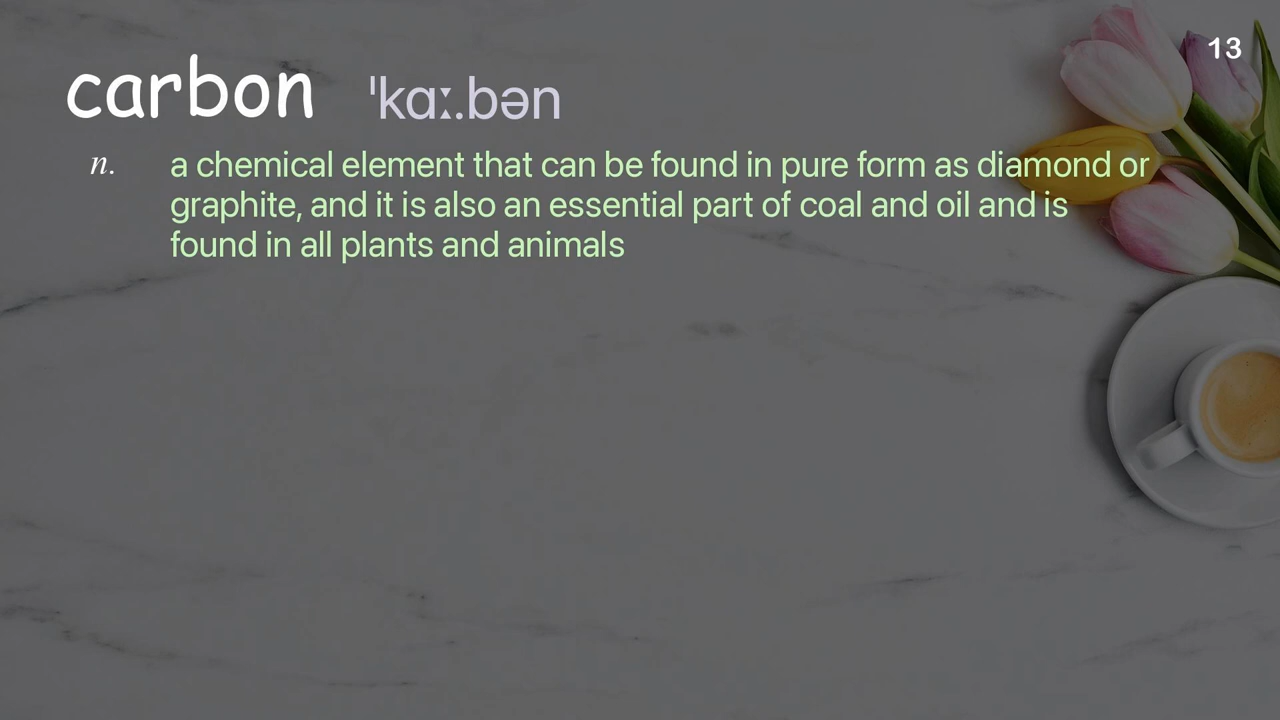 13
carbon ˈkɑː.bən
n. a chemical element that can be found in pure form as diamond or
graphite, and it is also an essential part of coal and oil and is
found in all plants and animals